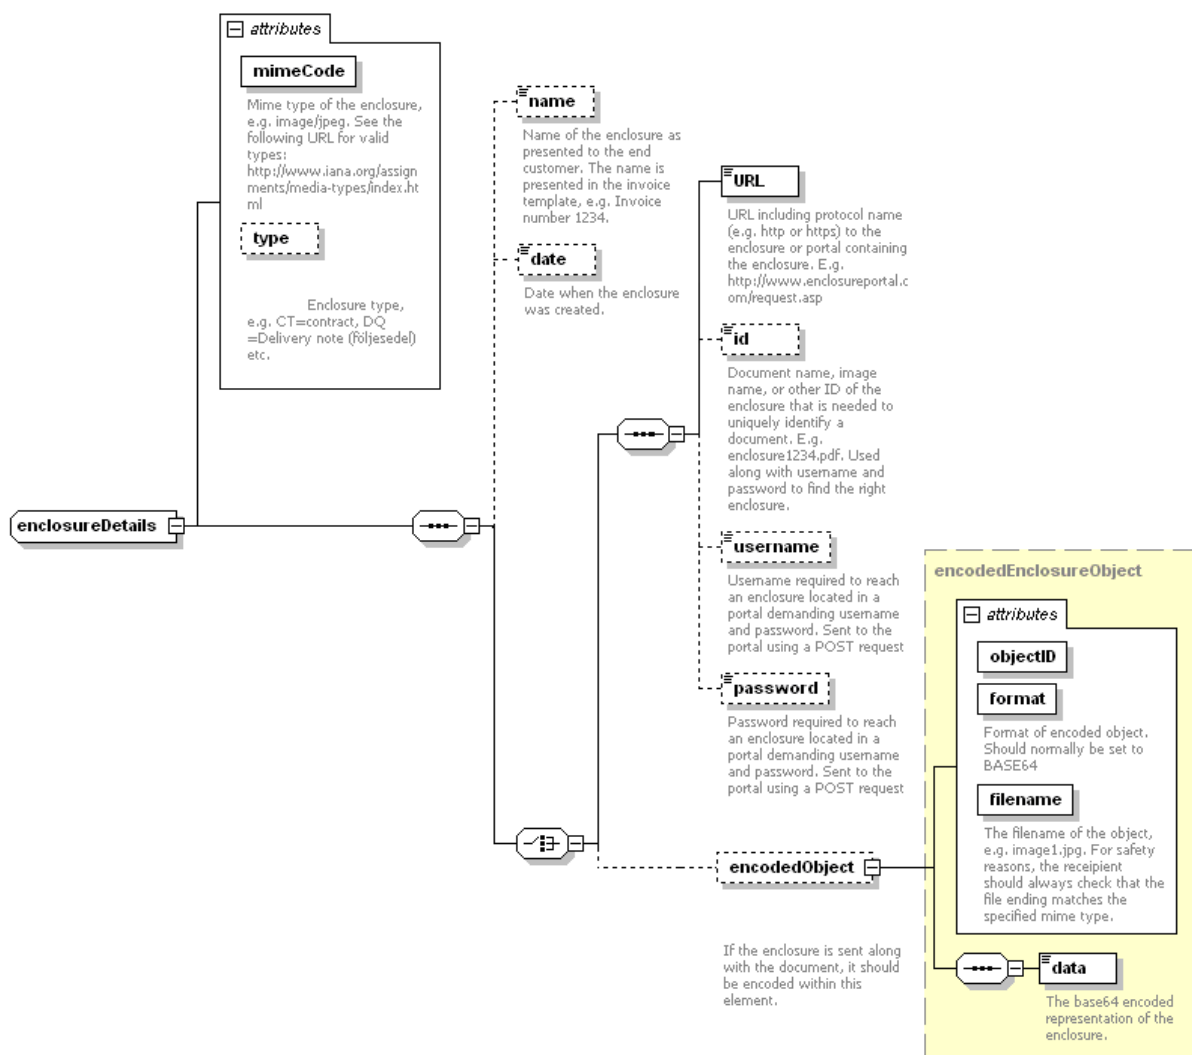 attributes
mimeCode
Mime type of the enclosure,
e.g. image/jpeg. See the
following URL for valid
types:
http://www.iana.org/assign
ments/media-types/index.ht
ml
type
Enclosure type,
e.g. CT=contract, DQ
=Delivery note (följesedel)
etc.
name
Name of the enclosure as
presented to the end
customer. The name is
presented in the invoice
template, e.g. Invoice
number 1234.
date
Date when the enclosure
was created.
URL
URL including protocol name
(e.g. http or https) to the
enclosure or portal containing
the enclosure. E.g.
http://www.enclosureportal.c
om/request.asp
id
Document name, image
name, or other ID of the
enclosure that is needed to
uniquely identify a
document. E.g.
enclosure1234.pdf. Used
along with username and
password to find the right
enclosure.
enclosureDetails
username
Username required to reach
an enclosure located in a
portal demanding username
and password. Sent to the
portal using a POST request
password
Password required to reach
an enclosure located in a
portal demanding username
and password. Sent to the
portal using a POST request
encodedObject
If the enclosure is sent along
with the document, it should
be encoded within this
element.
encodedEnclosureObject
attributes
objectID
format
Format of encoded object.
Should normally be set to
BASE64
filename
The filename of the object,
e.g. image1.jpg. For safety
reasons, the receipient
should always check that the
file ending matches the
specified mime type.
data
The base64 encoded
representation of the
enclosure.